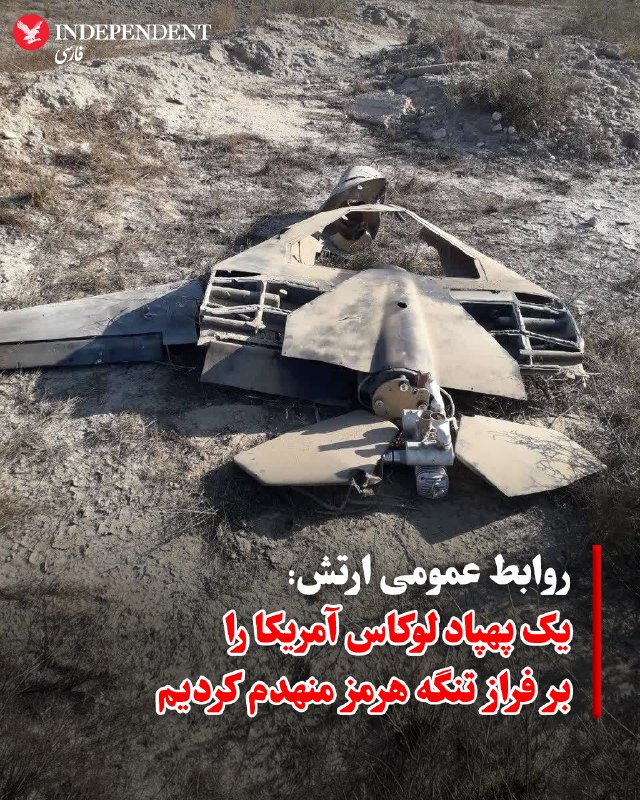 INDEPENDENT
فارسی
روابط عمومی ارتش:
یک پهپاد لوکاس آمریکا را
بر فراز تنگه هرمز منهدم کردیم